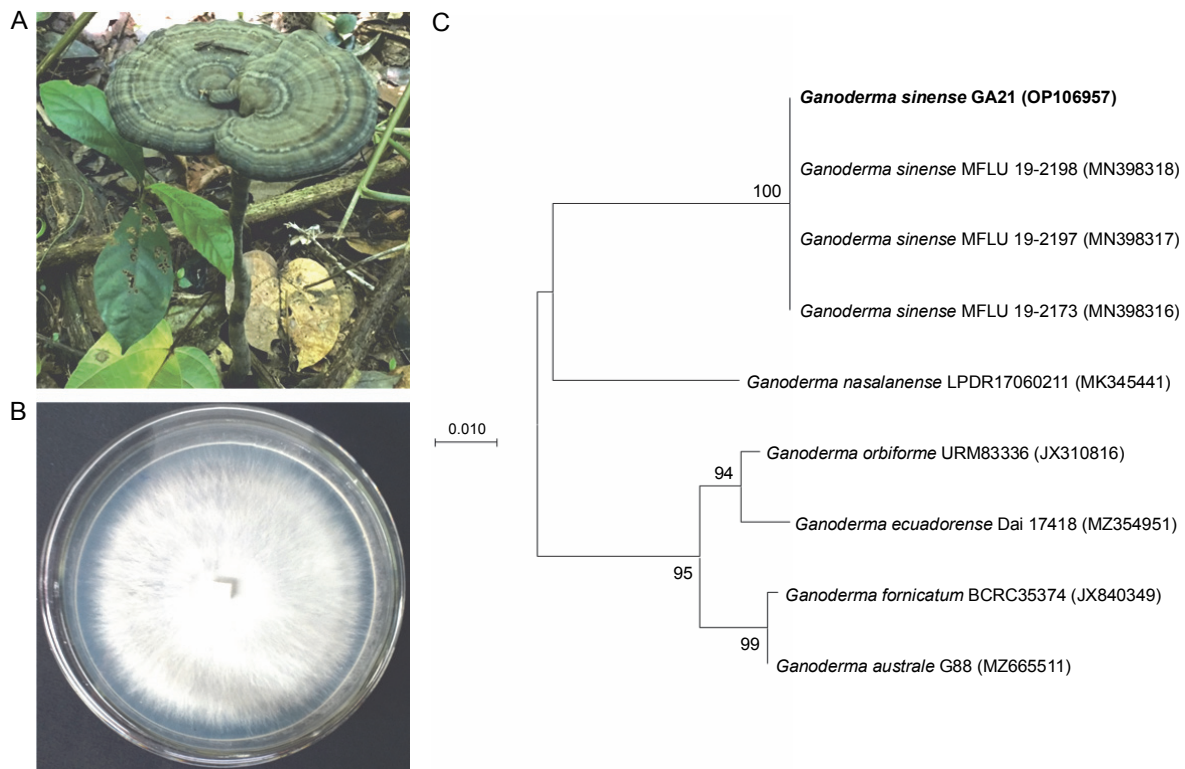 A
B
C
Ganoderma sinense GA21 (OP106957)
Ganoderma sinense MFLU 19-2198 (MN398318)
100
Ganoderma sinense MFLU 19-2197 (MN398317)
Ganoderma sinense MFLU 19-2173 (MN398316)
Ganoderma nasalanense LPDR17060211 (MK345441)
0.010
Ganoderma orbiforme URM83336 (JX310816)
94
Ganoderma ecuadorense Dai 17418 (MZ354951)
95
Ganoderma fornicatum BCRC35374 (JX840349)
99
Ganoderma australe G88 (MZ665511)